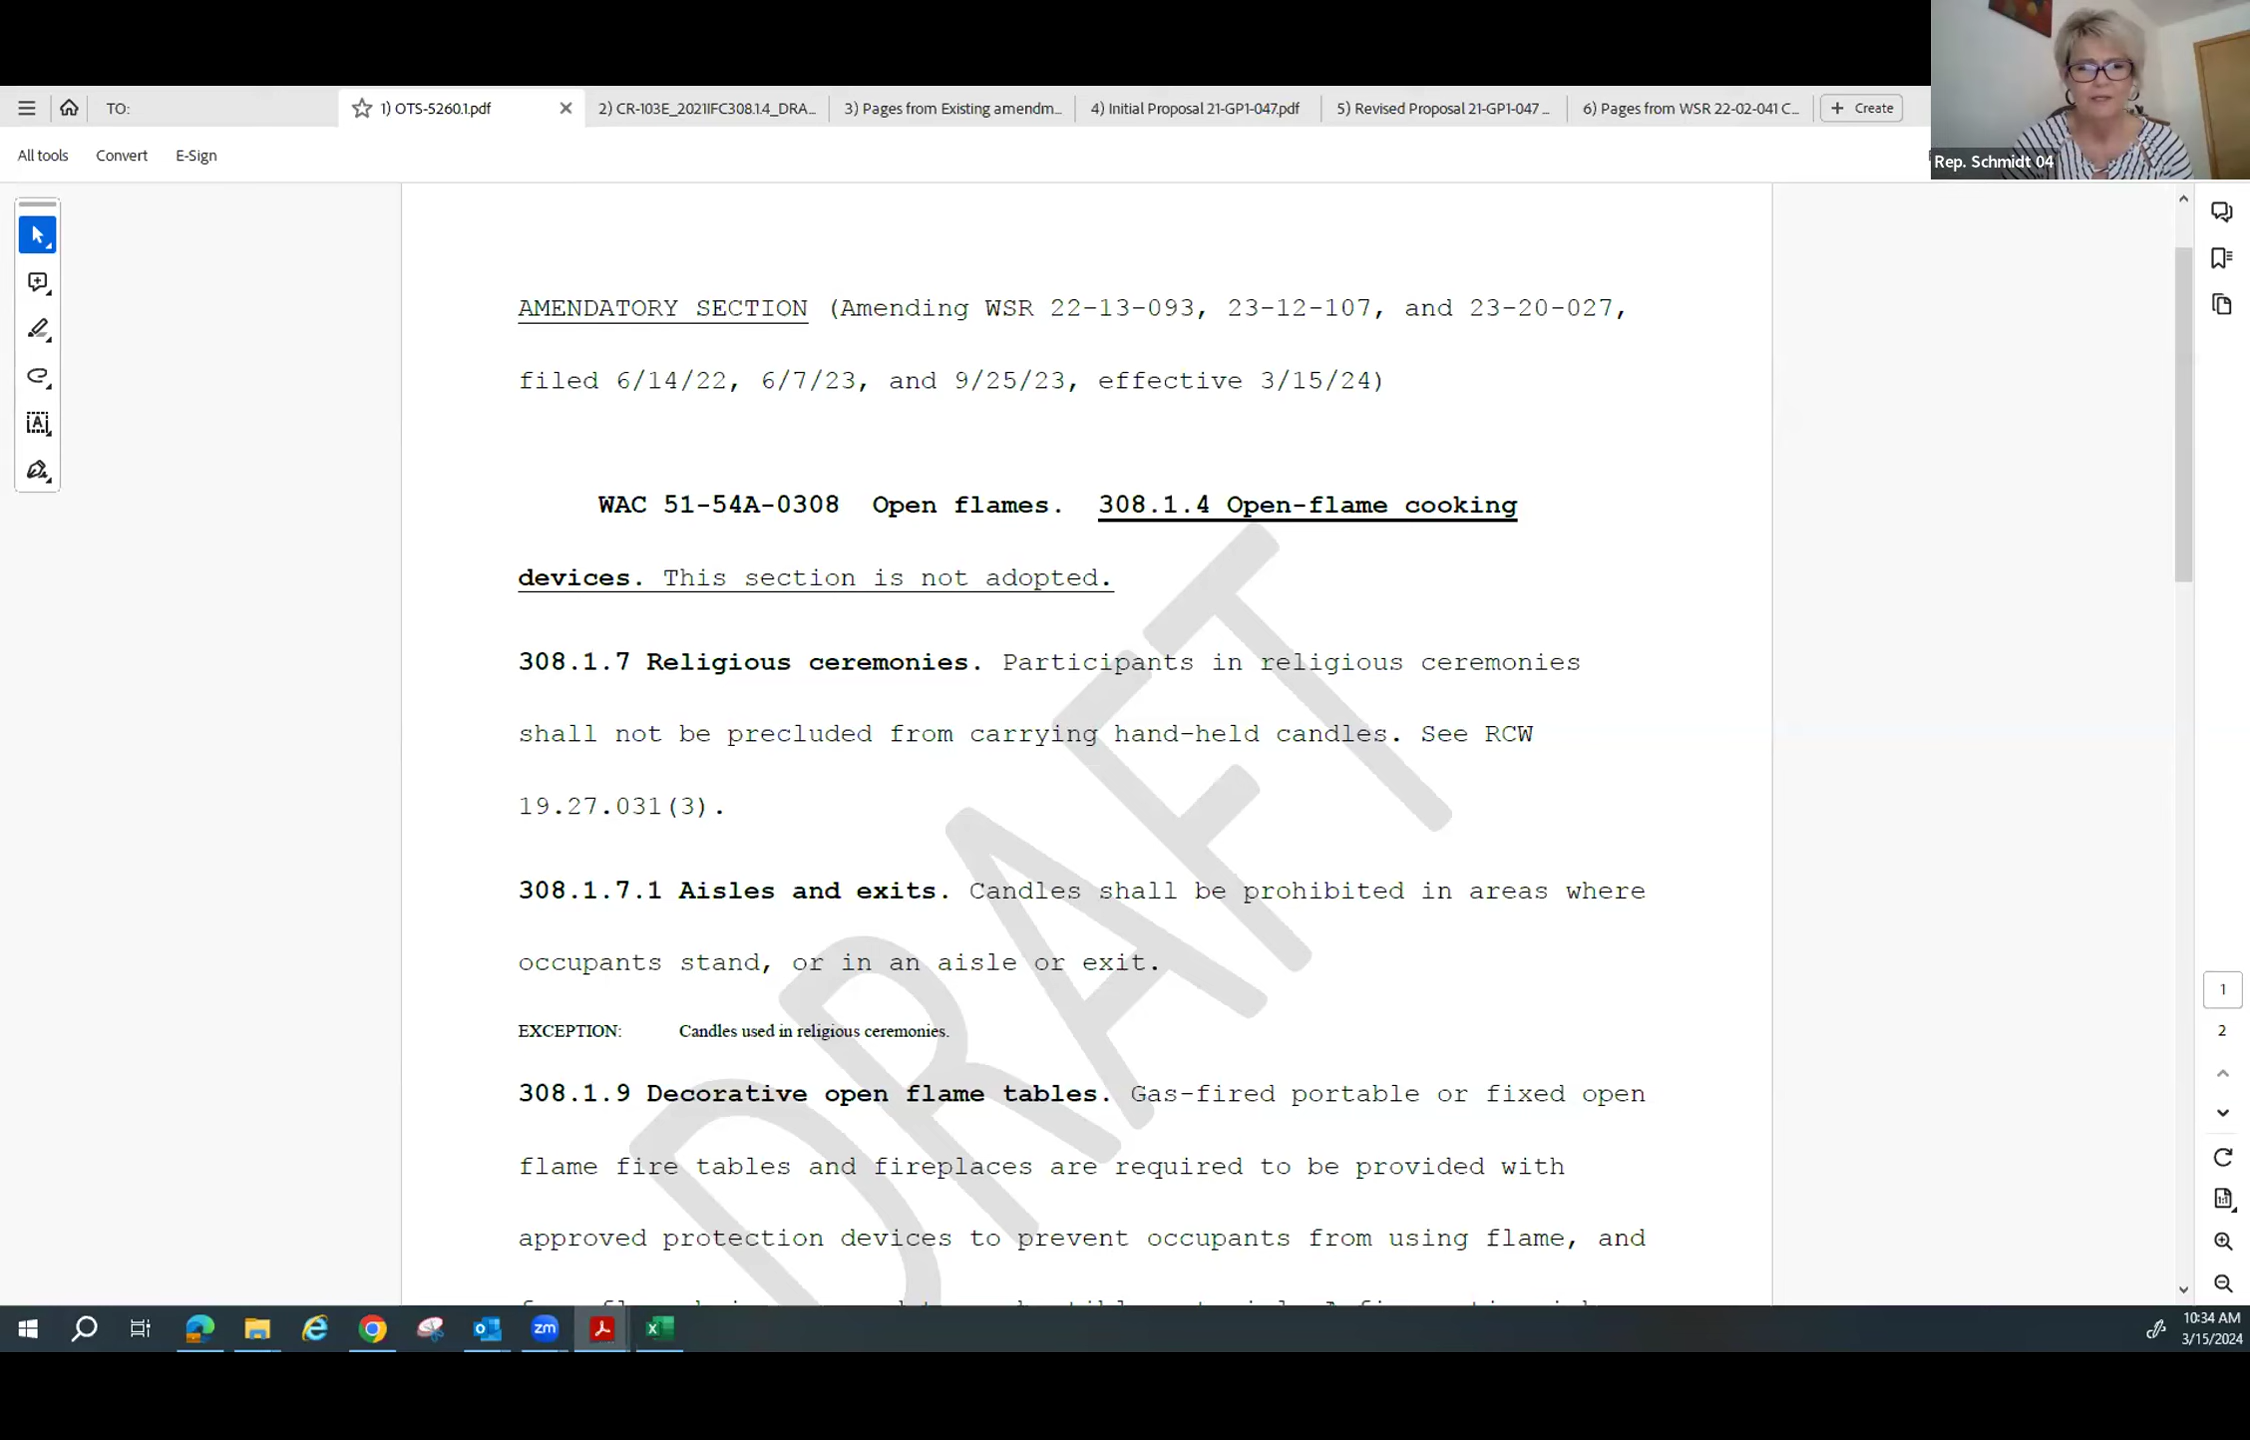 TO:
1) OTS-5260.1.pdf
2) CR-103E_2021IFC308.1.4_DRA...
3) Pages from Existing amendm...
4) Initial Proposal 21-GP1-047.pdf
5) Revised Proposal 21-GP1-047 ...
6) Pages from WSR 22-02-041 C...
+ Create
All tools
Convert
E-Sign
Rep. Schmidt 04
AMENDATORY SECTION (Amending WSR 22-13-093, 23-12-107, and 23-20-027,
filed 6/14/22, 6/7/23, and 9/25/23, effective 3/15/24)
WAC 51-54A-0308 Open flames. 308.1.4 Open-flame cooking
devices. This section is not adopted.
308.1.7 Religious ceremonies. Participants in religious ceremonies
shall not be precluded from carrying hand-held candles. See RCW
19.27.031(3).
308.1.7.1 Aisles and exits. Candles shall be prohibited in areas where
occupants stand, or in an aisle or exit.
EXCEPTION: Candles used in religious ceremonies.
308.1.9 Decorative open flame tables. Gas-fired portable or fixed open
flame fire tables and fireplaces are required to be provided with
approved protection devices to prevent occupants from using flame, and
DRAFT
1
2
zm
10:34 AM
3/15/2024